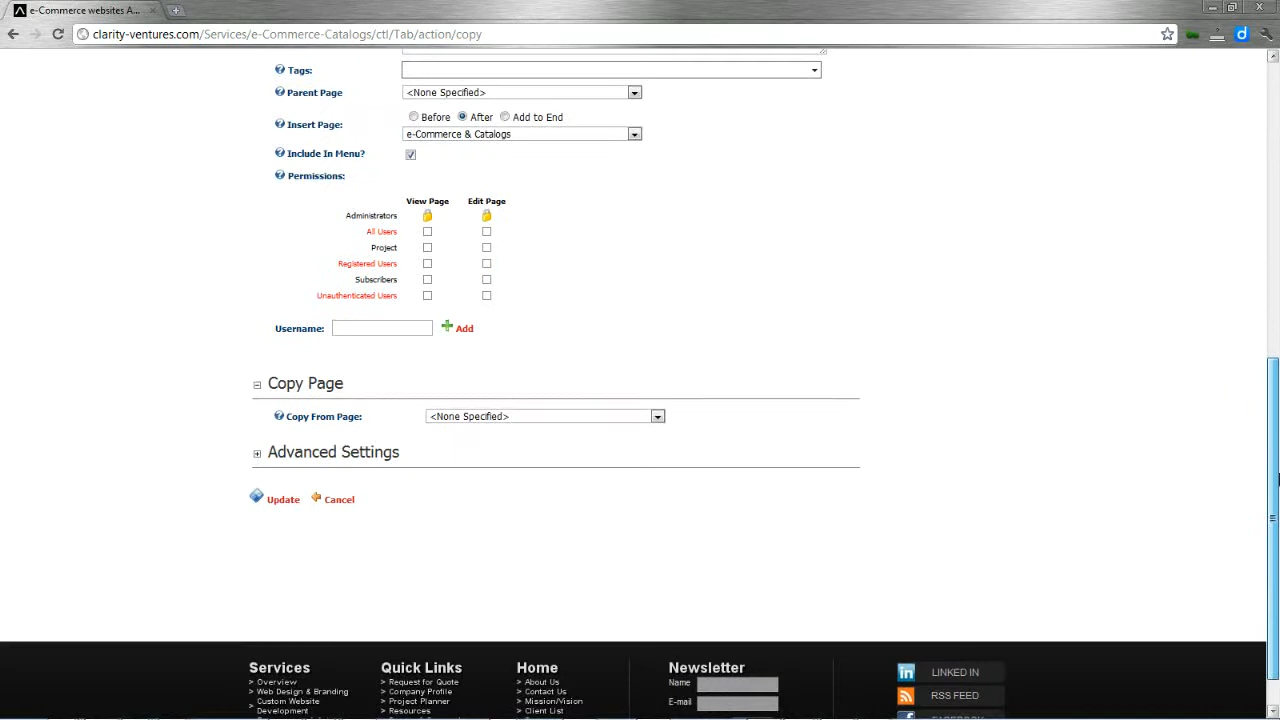 e-Commerce websites A...
clarity-ventures.com/Services/e-Commerce-Catalogs/ctl/Tab/action/copy
Tags:
Parent Page
<None Specified>
Insert Page:
Before After Add to End
e-Commerce & Catalogs
Include In Menu?
Permissions:
View Page Edit Page
Administrators
All Users
Project
Registered Users
Subscribers
Unauthenticated Users
Username:
Add
Copy Page
Copy From Page:
<None Specified>
Advanced Settings
Update Cancel
Services
> Overview
> Web Design & Branding
> Custom Website
Development
Quick Links
> Request for Quote
> Company Profile
> Project Planner
> Resources
Home
> About Us
> Contact Us
> Mission/Vision
> Client List
Newsletter
Name
E-mail
LINKED IN
RSS FEED